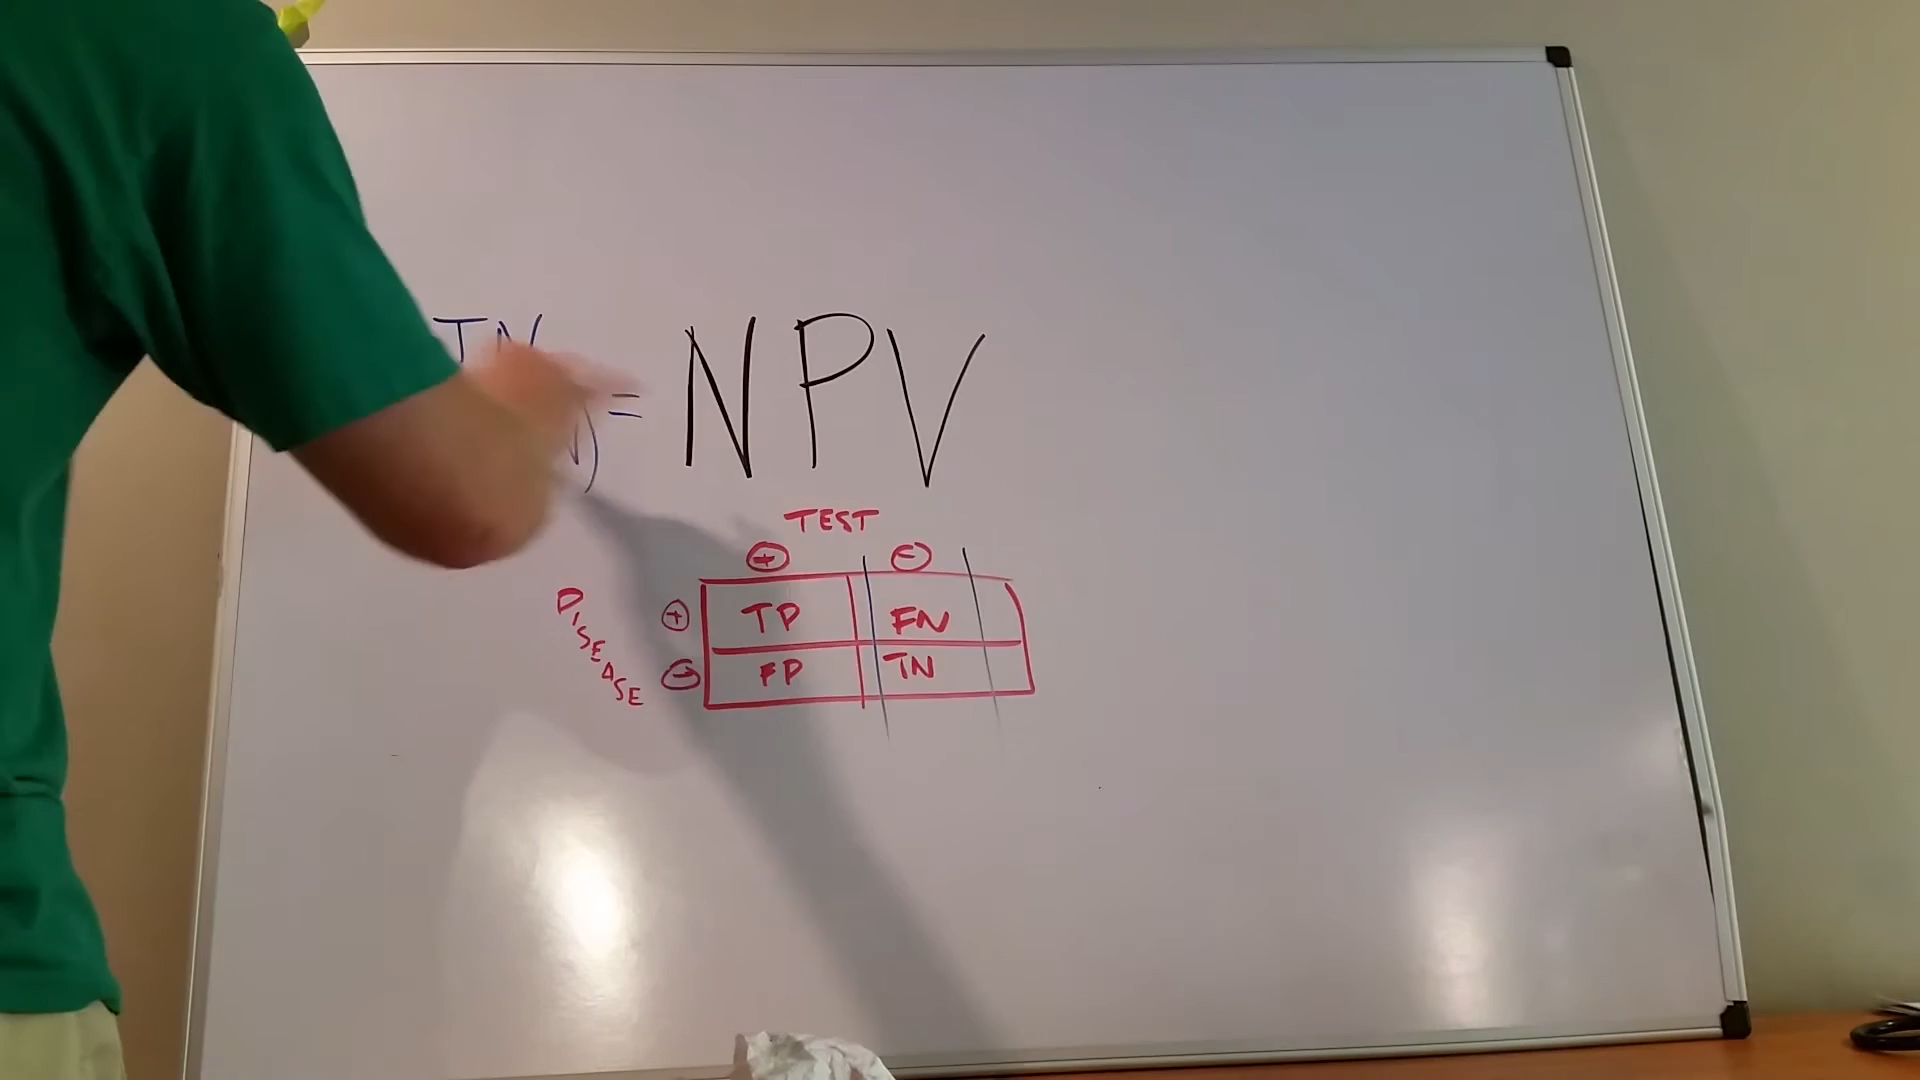 TN
N) = NPV
TEST
+ -
DISEASE
+ TP FN
- FP TN